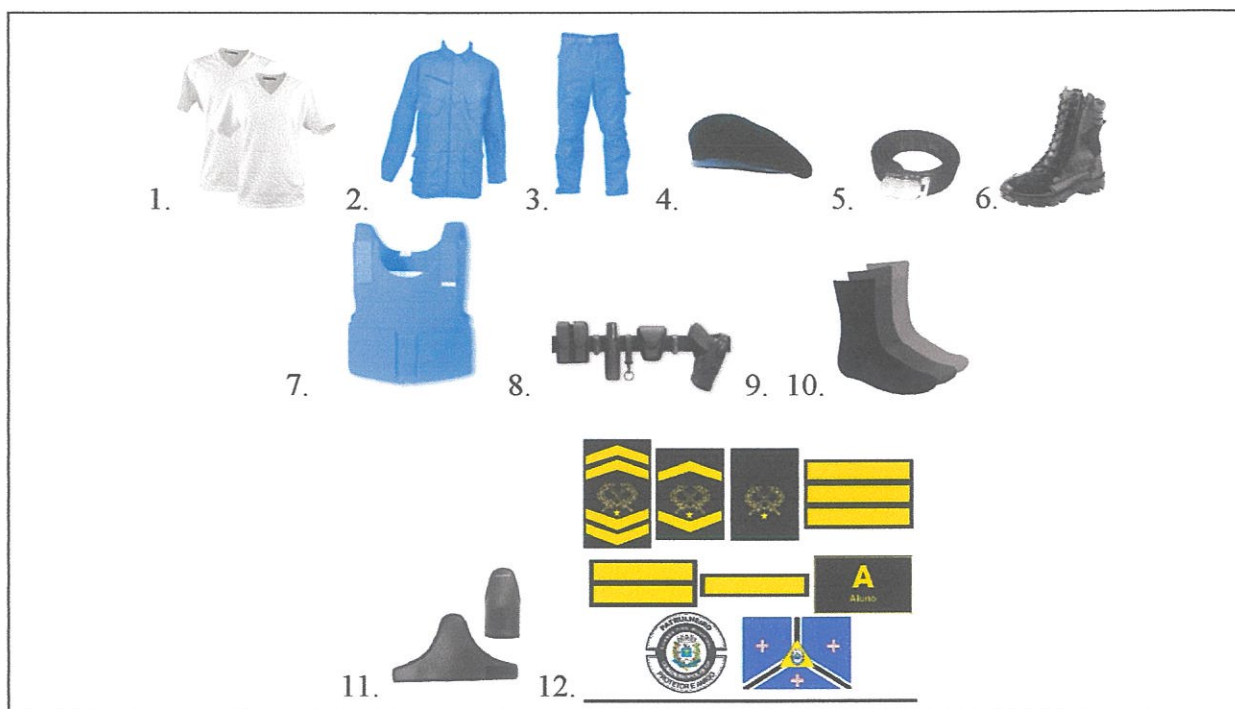 1. 2. 3. 4. 5. 6.
7. 8. 9. 10.
A
Aluno
PATRULHEIRO
PROTETOR E AMIGO
11. 12.